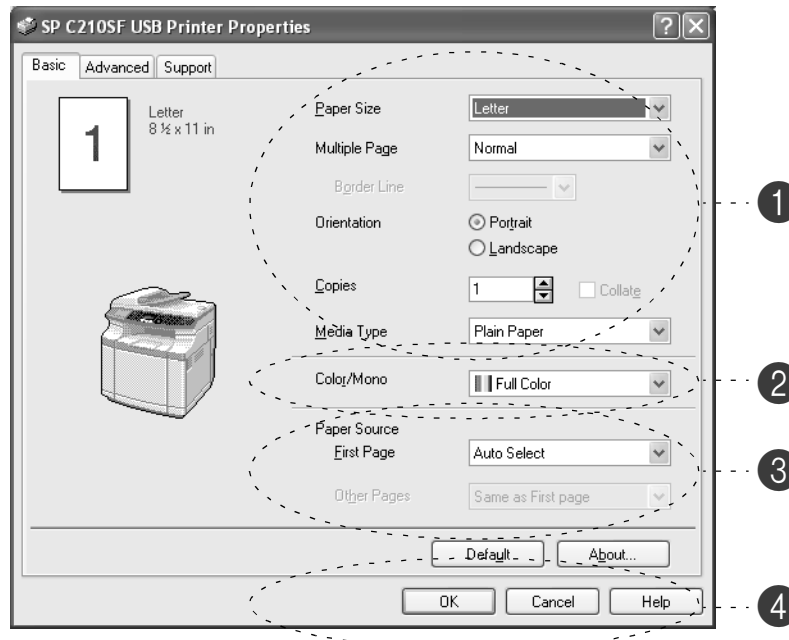 SP C210SF USB Printer Properties
Basic Advanced Support
1
Letter
8 ½ x 11 in
Paper Size Letter
Multiple Page Normal
Border Line
Orientation Portrait
Landscape
Copies 1 Collate
Media Type Plain Paper
1
Color/Mono Full Color
2
Paper Source
First Page Auto Select
Other Pages Same as First page
3
Default About...
OK Cancel Help
4